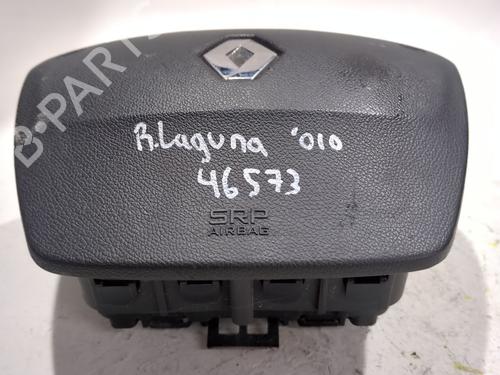 B-PARTS
R.Laguna '010
46573
SRP
AIRBAG